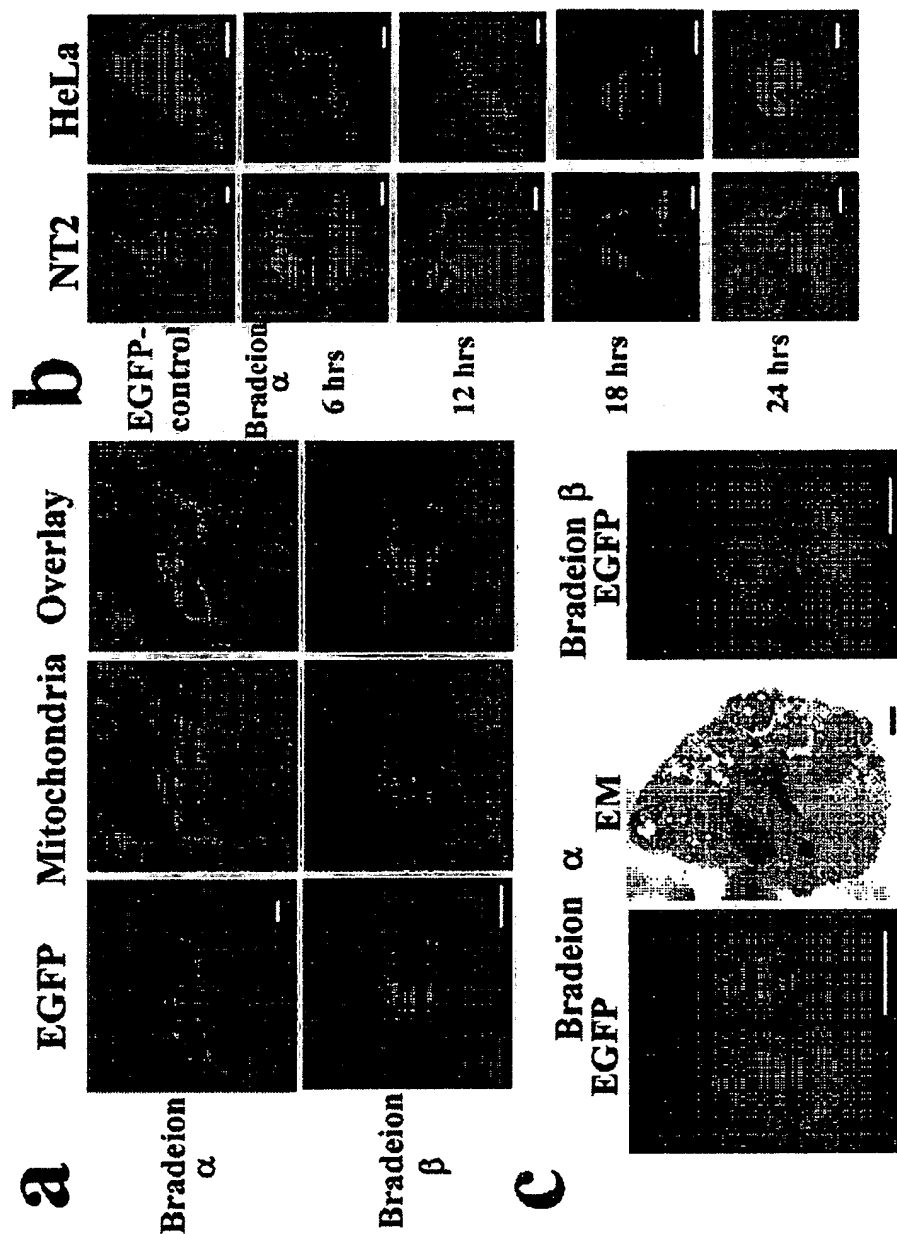 a
EGFP Mitochondria Overlay
Bradeion
α
Bradeion
β
b
NT2 HeLa
EGFP-
control
Bradeion
α
6 hrs
12 hrs
18 hrs
24 hrs
c
Bradeion α
EGFP EM
Bradeion β
EGFP